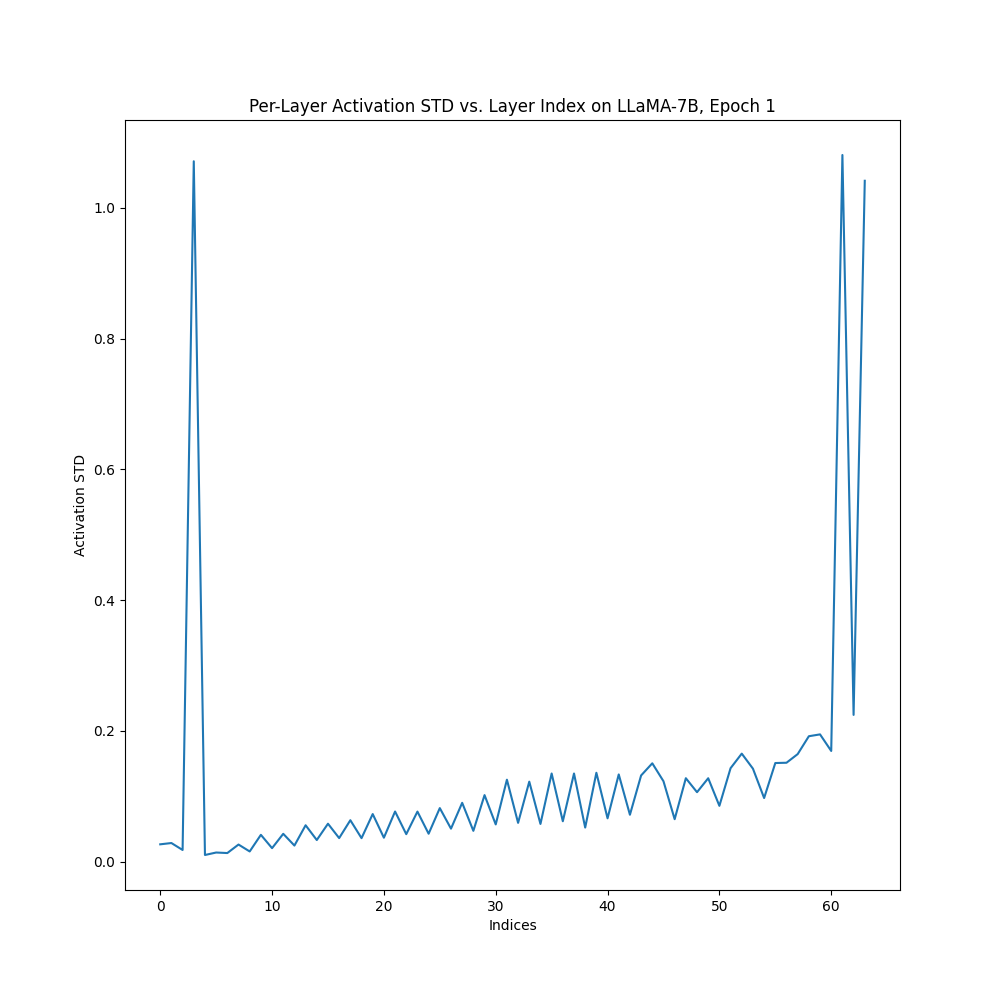 Per-Layer Activation STD vs. Layer Index on LLaMA-7B, Epoch 1
1.0
0.8
0.6
0.4
0.2
0.0
Activation STD
0 10 20 30 40 50 60
Indices